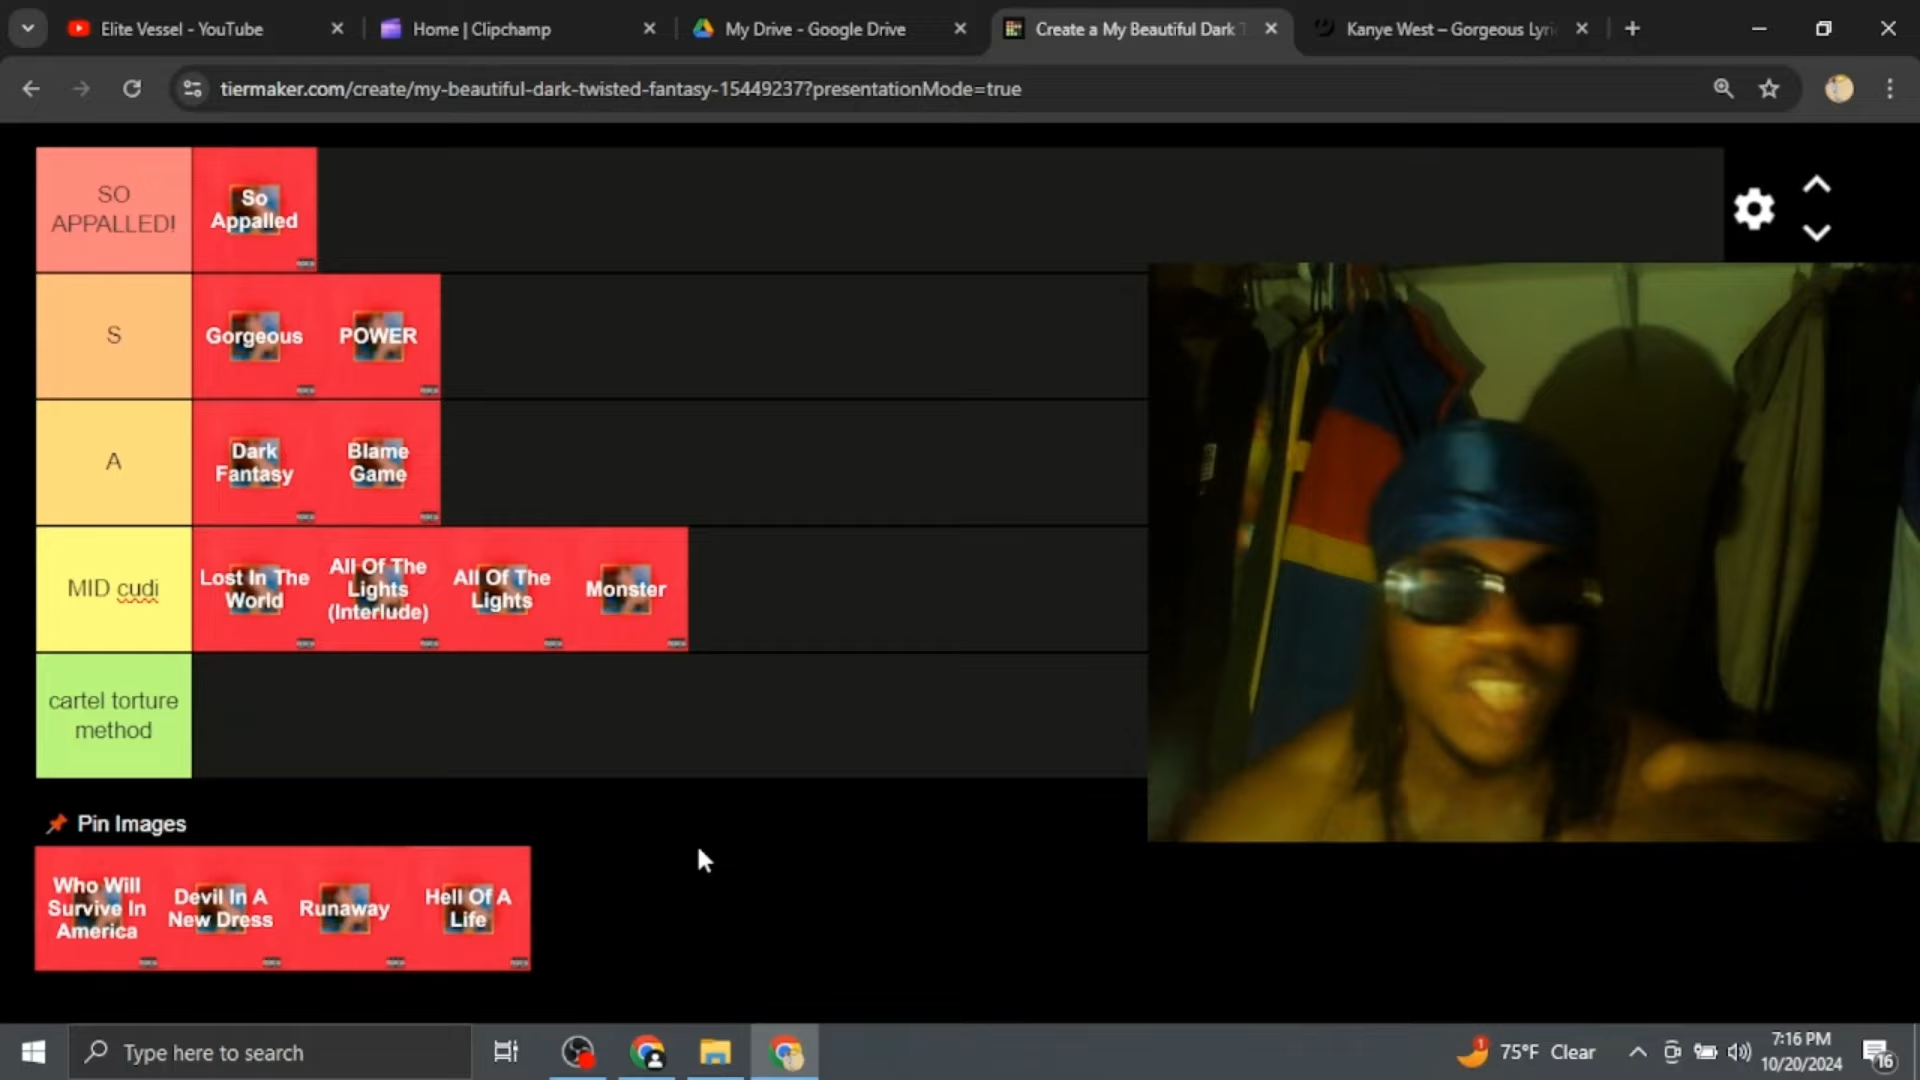 Elite Vessel - YouTube
Home | Clipchamp
My Drive - Google Drive
Create a My Beautiful Dark T
Kanye West – Gorgeous Lyri
tiermaker.com/create/my-beautiful-dark-twisted-fantasy-15449237?presentationMode=true
SO
APPALLED!
So
Appalled
S
Gorgeous
POWER
A
Dark
Fantasy
Blame
Game
MID cudi
Lost In The
World
All Of The
Lights
(Interlude)
All Of The
Lights
Monster
cartel torture
method
Pin Images
Who Will
Survive In
America
Devil In A
New Dress
Runaway
Hell Of A
Life
Type here to search
1
75°F Clear
7:16 PM
10/20/2024
16